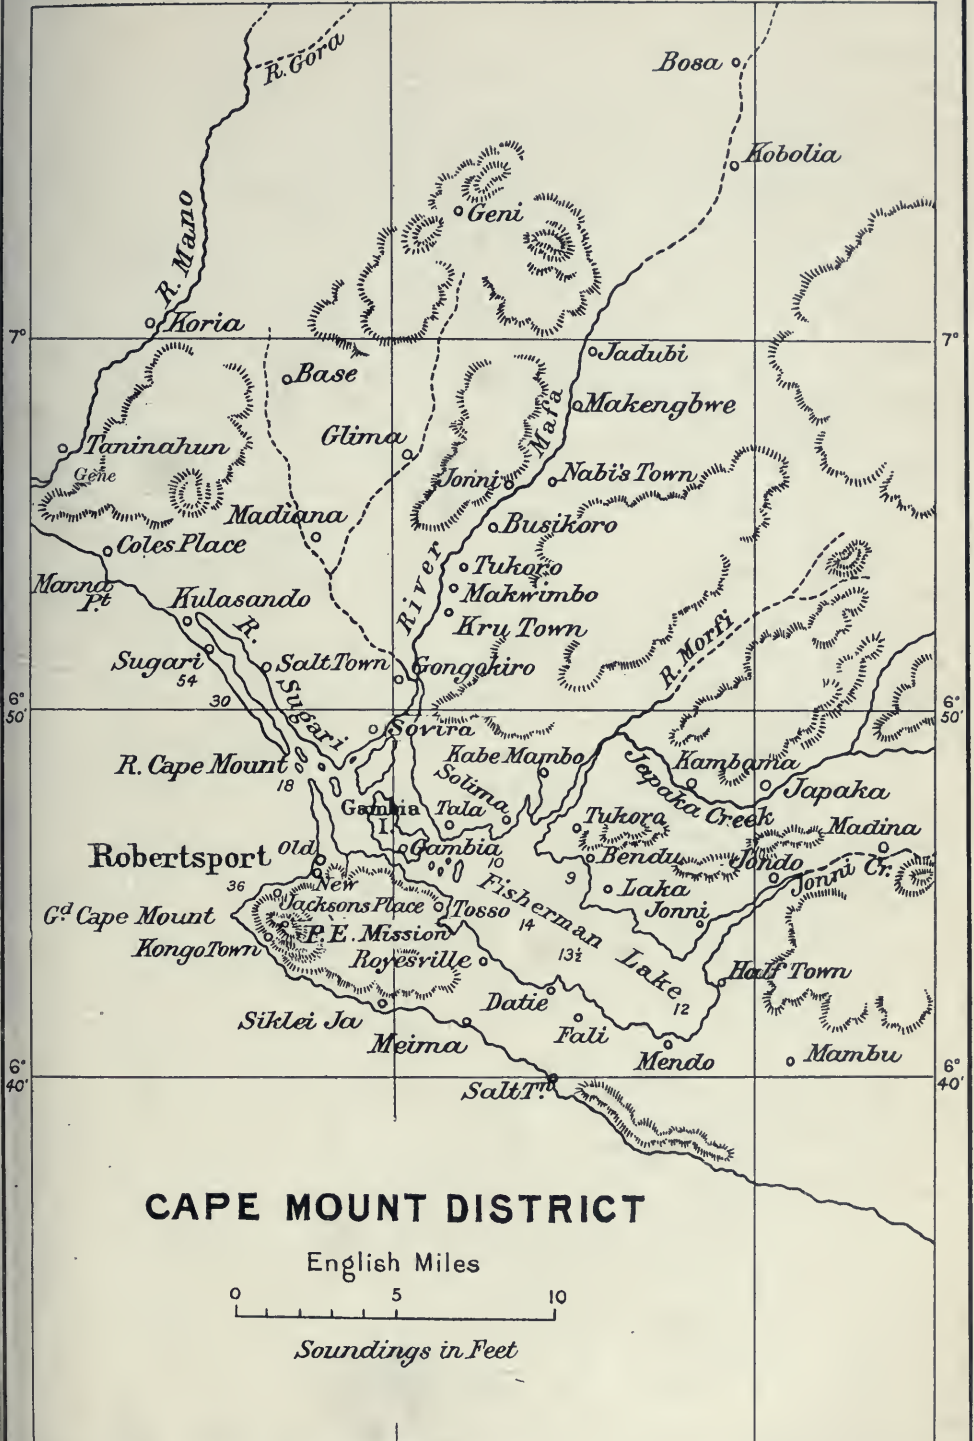 R. Gora
Bosa
Kobolia
R. Mano
Geni
Koria
7°
7°
Jadubi
Base
Makengbwe
Mafa
Glima
Taninahun
Gene
Jonni
Nabi's Town
Madiana
Busikoro
Coles Place
Tukoro
Manna
Pt
Makwimbo
Kulasando
River
Kru Town
R.
R. Morfi
Sugari
Salt Town
Gongokiro
54
Sugari
30
6°
50'
6°
50'
Sovira
R. Cape Mount
Kabe Mambo
Kambama
18
Solima
Japaka
Japaka Creek
Gambia
I.
Tala
Tukora
Madina
Robertsport
Old
Gambia
10
Bendu
Jondo
Jonni Cr.
36
New
9
Laka
Jacksons Place
Tosso
Fisherman Lake
Jonni
Gd. Cape Mount
14
P.E. Mission
Kongo Town
Royesville
13½
Half Town
Datie
12
Siklei Ja
Fali
Meima
Mendo
Mambu
6°
40'
6°
40'
Salt Tn.
CAPE MOUNT DISTRICT
English Miles
0 5 10
Soundings in Feet